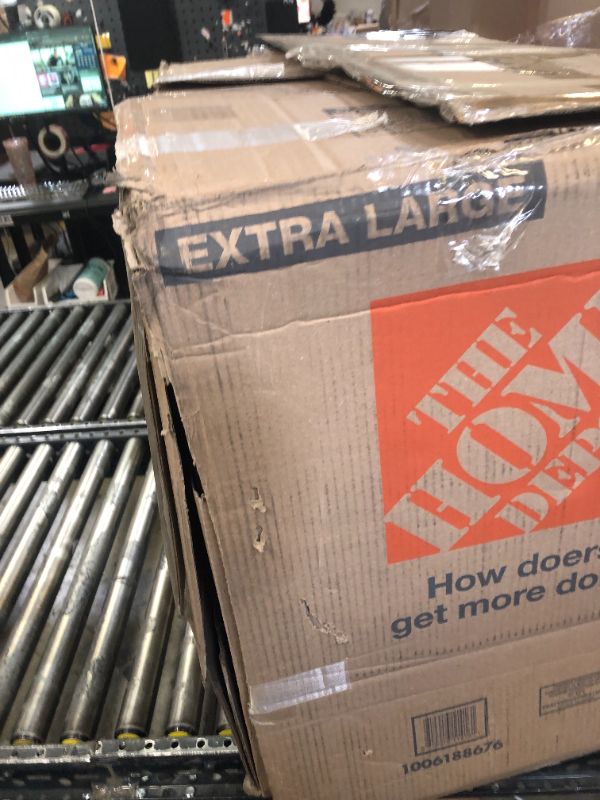 EXTRA LARGE
THE
HOME
DEPOT
How doers
get more do
1006188676